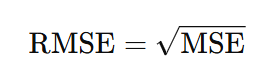 RMSE = √MSE